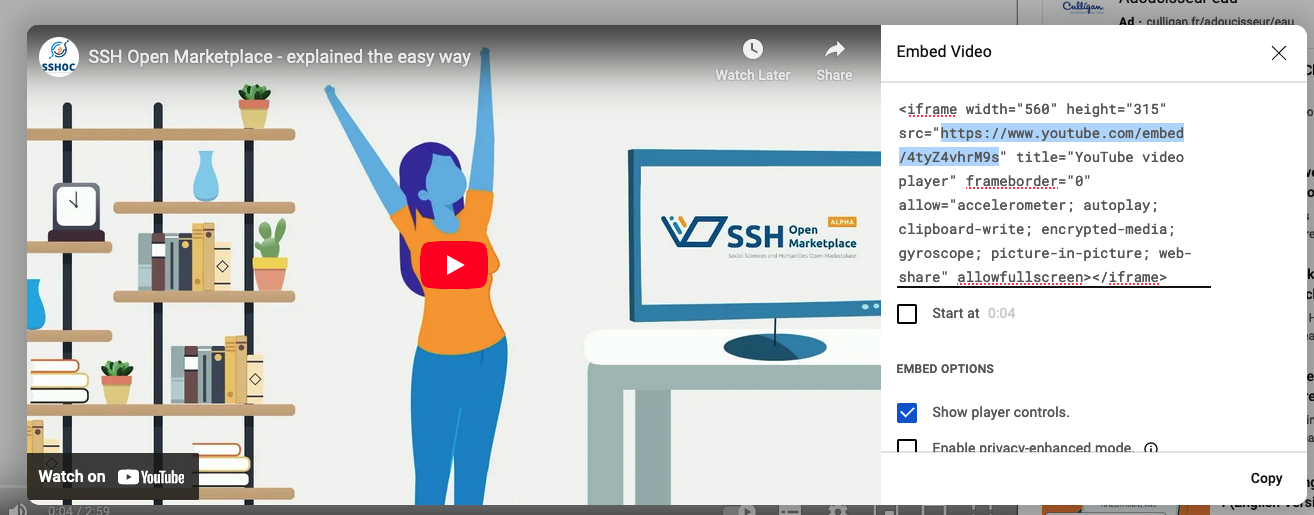 Culligan
Adoucisseur eau
Ad · culligan.fr/adoucisseur/eau
SSHOC
SSH Open Marketplace - explained the easy way
Watch Later
Share
SSH Open Marketplace
ALPHA
Social Sciences and Humanities Open Marketplace
Watch on YouTube
0:04 / 2:59
Embed Video
<iframe width="560" height="315"
src="https://www.youtube.com/embed
/4tyZ4vhrM9s" title="YouTube video
player" frameborder="0"
allow="accelerometer; autoplay;
clipboard-write; encrypted-media;
gyroscope; picture-in-picture; web-
share" allowfullscreen></iframe>
Start at 0:04
EMBED OPTIONS
Show player controls.
Enable privacy-enhanced mode.
Copy